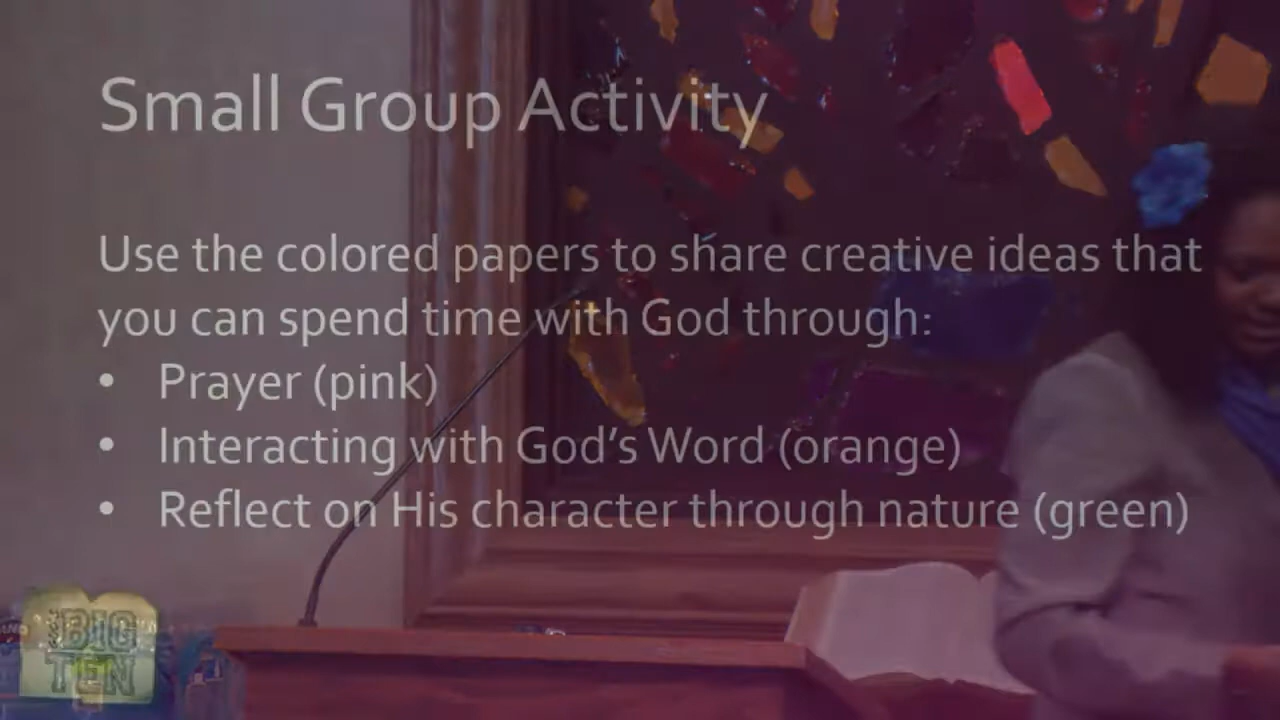 Small Group Activity
Use the colored papers to share creative ideas that
you can spend time with God through:
• Prayer (pink)
• Interacting with God's Word (orange)
• Reflect on His character through nature (green)
BIG
TEN